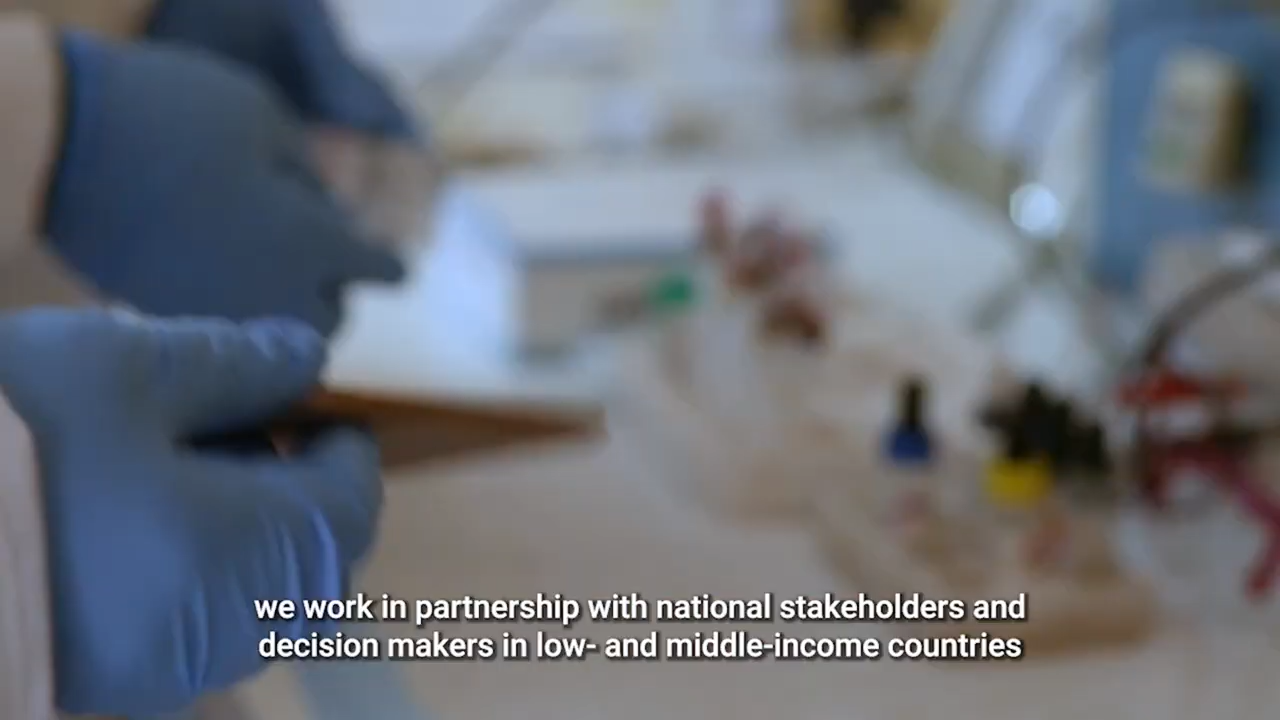 we work in partnership with national stakeholders and
decision makers in low- and middle-income countries